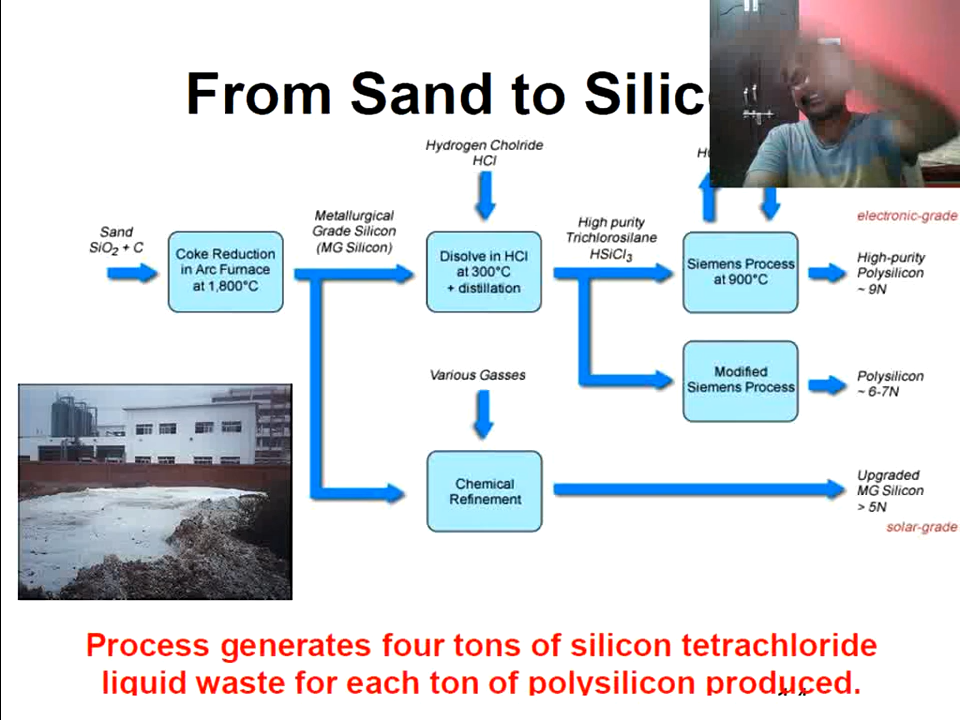 From Sand to Silic
Hydrogen Cholride
HCl
electronic-grade
Sand
SiO₂ + C
Coke Reduction
in Arc Furnace
at 1,800°C
Metallurgical
Grade Silicon
(MG Silicon)
Disolve in HCl
at 300°C
+ distillation
High purity
Trichlorosilane
HSiCl₃
Siemens Process
at 900°C
High-purity
Polysilicon
~ 9N
Modified
Siemens Process
Polysilicon
~ 6-7N
Various Gasses
Chemical
Refinement
Upgraded
MG Silicon
> 5N
solar-grade
Process generates four tons of silicon tetrachloride
liquid waste for each ton of polysilicon produced.